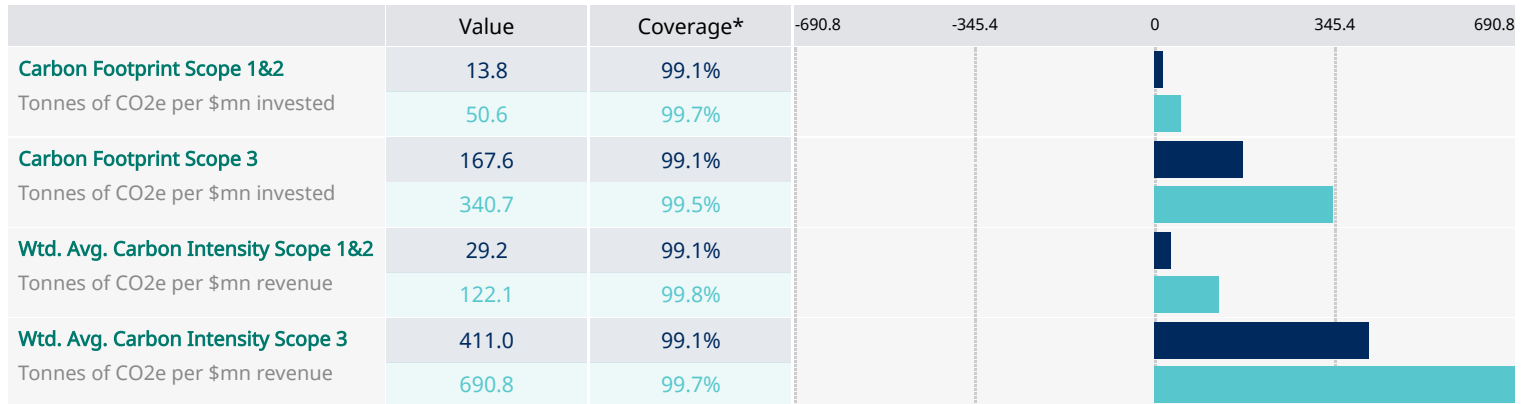 Value Coverage* -690.8 -345.4 0 345.4 690.8
Carbon Footprint Scope 1&2 13.8 99.1%
Tonnes of CO2e per $mn invested 50.6 99.7%
Carbon Footprint Scope 3 167.6 99.1%
Tonnes of CO2e per $mn invested 340.7 99.5%
Wtd. Avg. Carbon Intensity Scope 1&2 29.2 99.1%
Tonnes of CO2e per $mn revenue 122.1 99.8%
Wtd. Avg. Carbon Intensity Scope 3 411.0 99.1%
Tonnes of CO2e per $mn revenue 690.8 99.7%